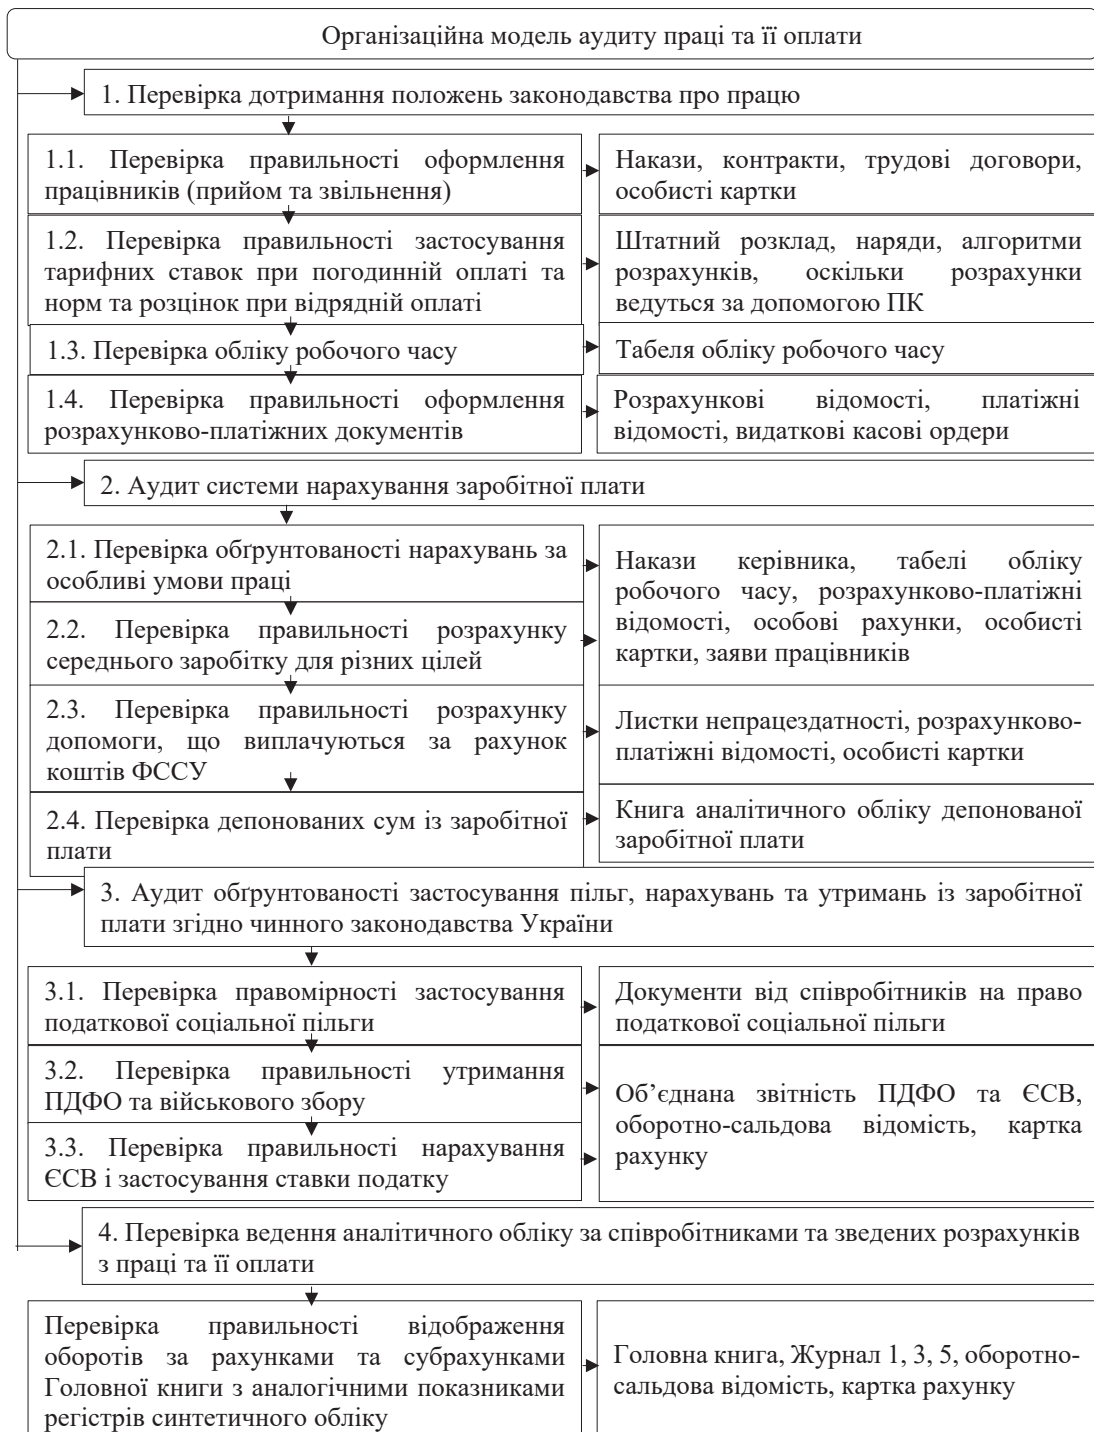 Організаційна модель аудиту праці та її оплати
1. Перевірка дотримання положень законодавства про працю
1.1. Перевірка правильності оформлення
працівників (прийом та звільнення)
Накази, контракти, трудові договори,
особисті картки
1.2. Перевірка правильності застосування
тарифних ставок при погодинній оплаті та
норм та розцінок при відрядній оплаті
Штатний розклад, наряди, алгоритми
розрахунків, оскільки розрахунки
ведуться за допомогою ПК
1.3. Перевірка обліку робочого часу
Табеля обліку робочого часу
1.4. Перевірка правильності оформлення
розрахунково-платіжних документів
Розрахункові відомості, платіжні
відомості, видаткові касові ордери
2. Аудит системи нарахування заробітної плати
2.1. Перевірка обґрунтованості нарахувань за
особливі умови праці
2.2. Перевірка правильності розрахунку
середнього заробітку для різних цілей
Накази керівника, табелі обліку
робочого часу, розрахунково-платіжні
відомості, особові рахунки, особисті
картки, заяви працівників
2.3. Перевірка правильності розрахунку
допомоги, що виплачуються за рахунок
коштів ФССУ
Листки непрацездатності, розрахунково-
платіжні відомості, особисті картки
2.4. Перевірка депонованих сум із заробітної
плати
Книга аналітичного обліку депонованої
заробітної плати
3. Аудит обґрунтованості застосування пільг, нарахувань та утримань із заробітної
плати згідно чинного законодавства України
3.1. Перевірка правомірності застосування
податкової соціальної пільги
Документи від співробітників на право
податкової соціальної пільги
3.2. Перевірка правильності утримання
ПДФО та військового збору
3.3. Перевірка правильності нарахування
ЄСВ і застосування ставки податку
Об’єднана звітність ПДФО та ЄСВ,
оборотно-сальдова відомість, картка
рахунку
4. Перевірка ведення аналітичного обліку за співробітниками та зведених розрахунків
з праці та її оплати
Перевірка правильності відображення
оборотів за рахунками та субрахунками
Головної книги з аналогічними показниками
регістрів синтетичного обліку
Головна книга, Журнал 1, 3, 5, оборотно-
сальдова відомість, картка рахунку